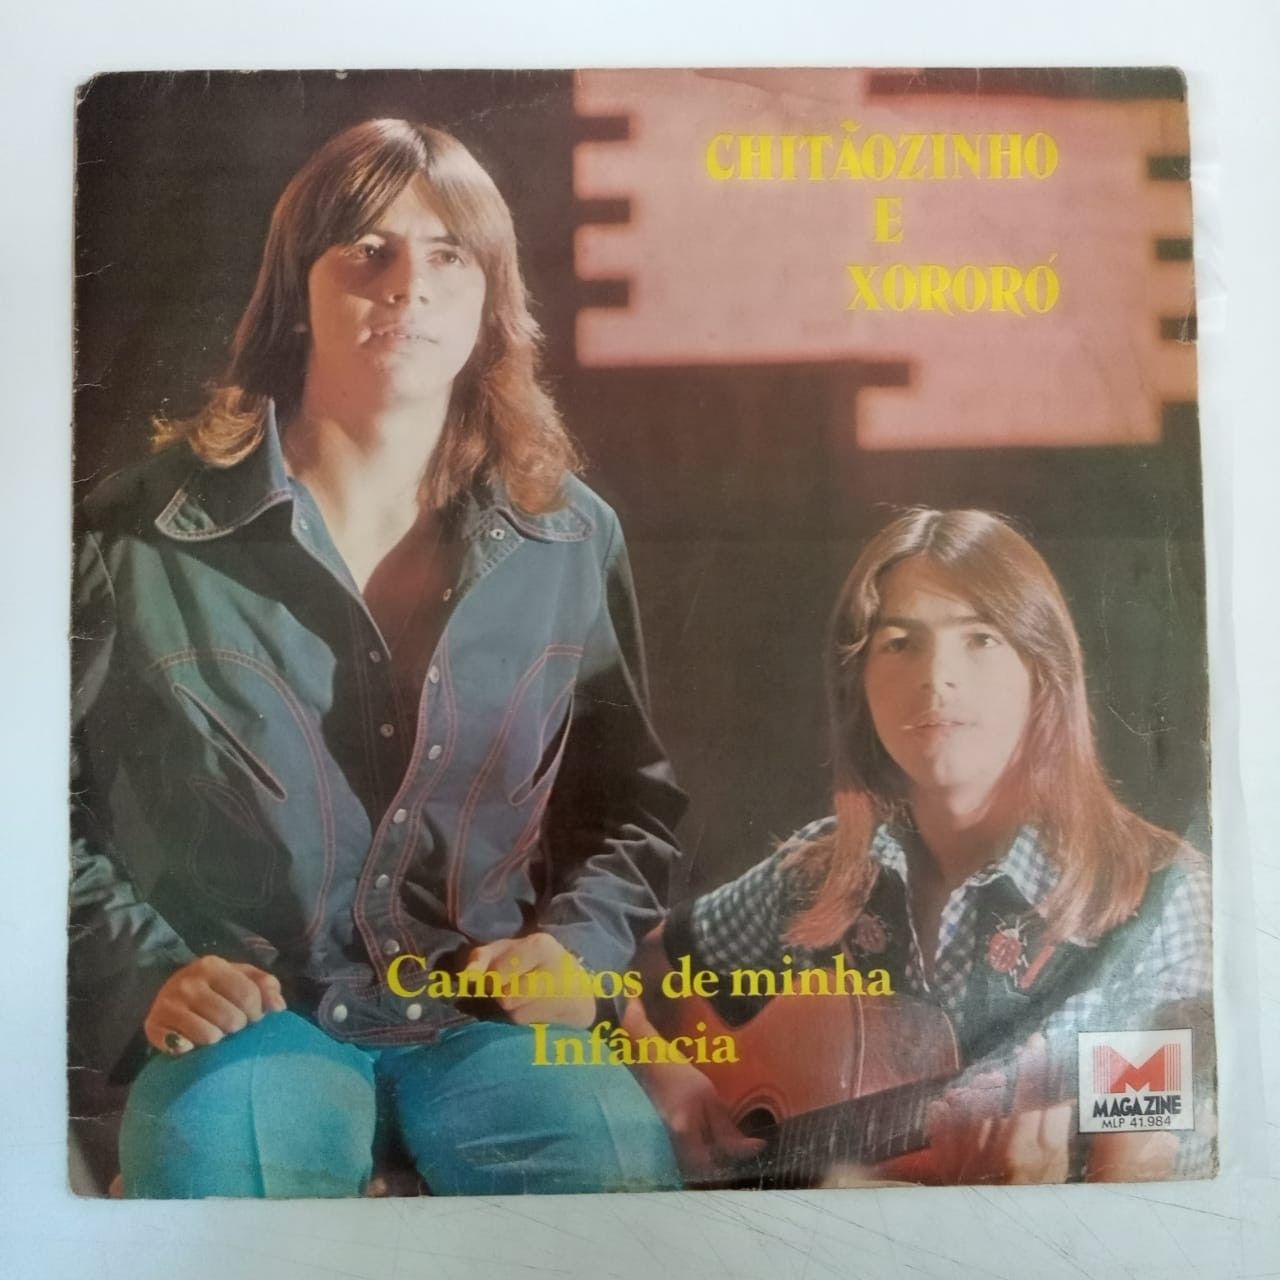 CHITÃOZINHO
E
XORORÓ
Caminhos de minha
Infância
M
MAGAZINE
MLP 41.984